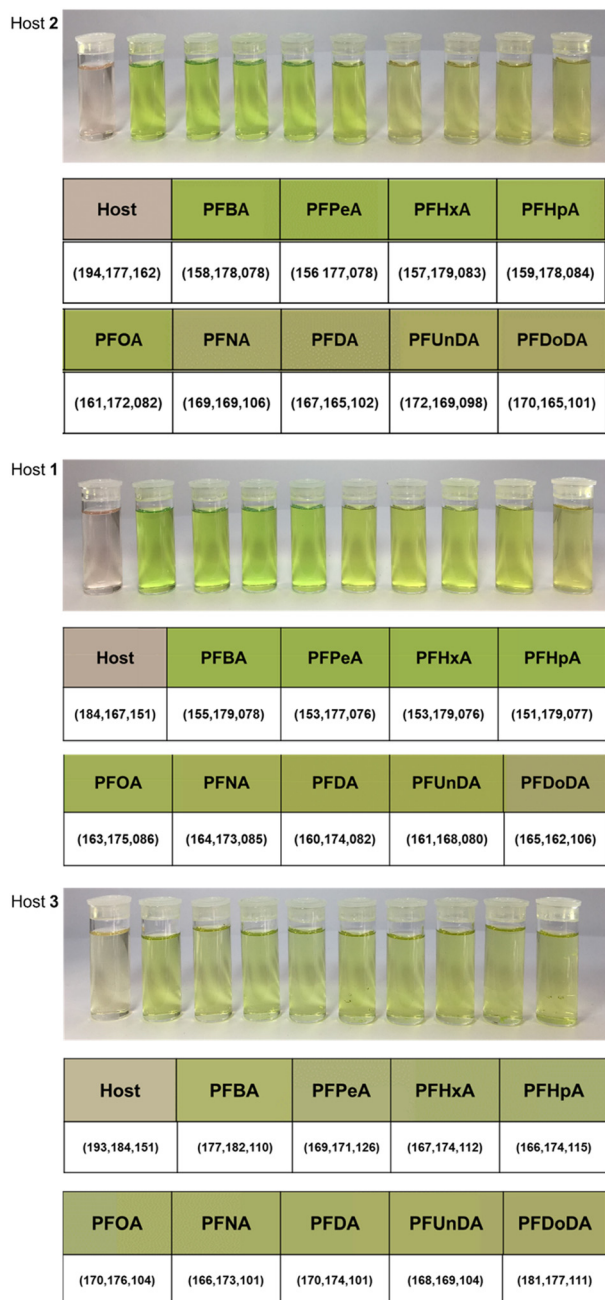 Host 2
Host PFBA PFPeA PFHxA PFHpA
(194,177,162) (158,178,078) (156 177,078) (157,179,083) (159,178,084)
PFOA PFNA PFDA PFUnDA PFDoDA
(161,172,082) (169,169,106) (167,165,102) (172,169,098) (170,165,101)
Host 1
Host PFBA PFPeA PFHxA PFHpA
(184,167,151) (155,179,078) (153,177,076) (153,179,076) (151,179,077)
PFOA PFNA PFDA PFUnDA PFDoDA
(163,175,086) (164,173,085) (160,174,082) (161,168,080) (165,162,106)
Host 3
Host PFBA PFPeA PFHxA PFHpA
(193,184,151) (177,182,110) (169,171,126) (167,174,112) (166,174,115)
PFOA PFNA PFDA PFUnDA PFDoDA
(170,176,104) (166,173,101) (170,174,101) (168,169,104) (181,177,111)